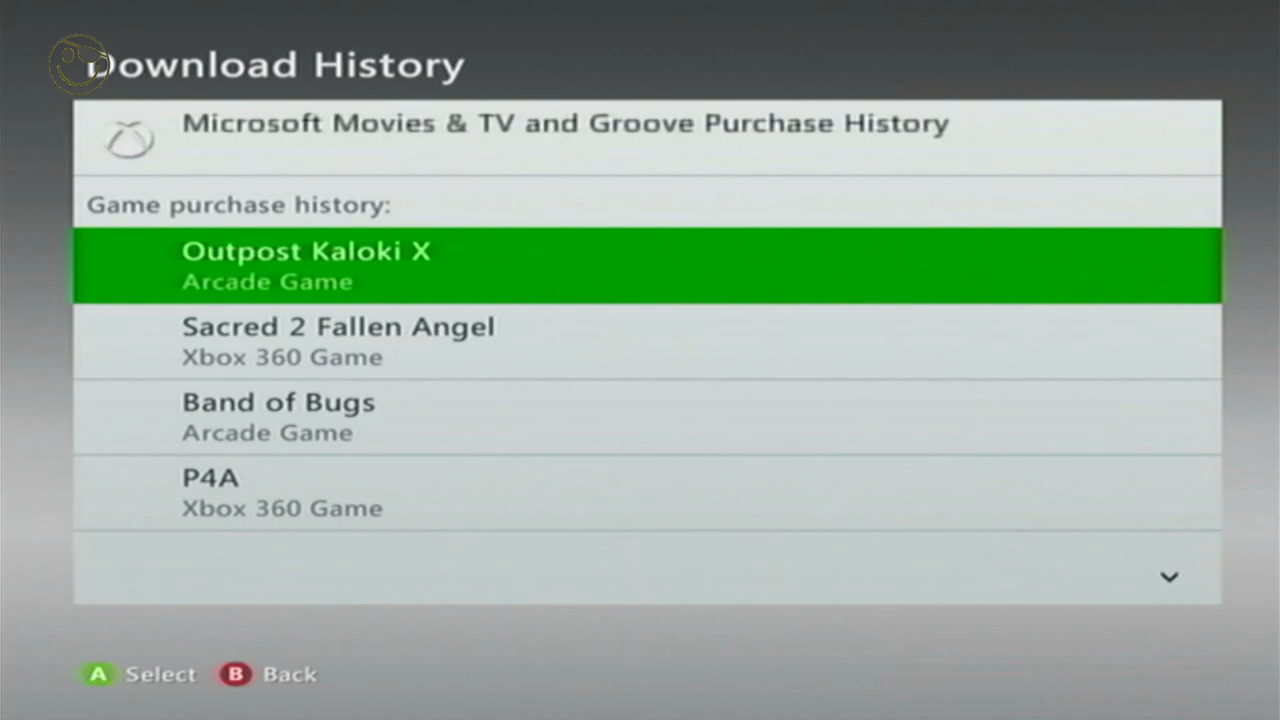 Download History
Microsoft Movies & TV and Groove Purchase History
Game purchase history:
Outpost Kaloki X
Arcade Game
Sacred 2 Fallen Angel
Xbox 360 Game
Band of Bugs
Arcade Game
P4A
Xbox 360 Game
A Select B Back